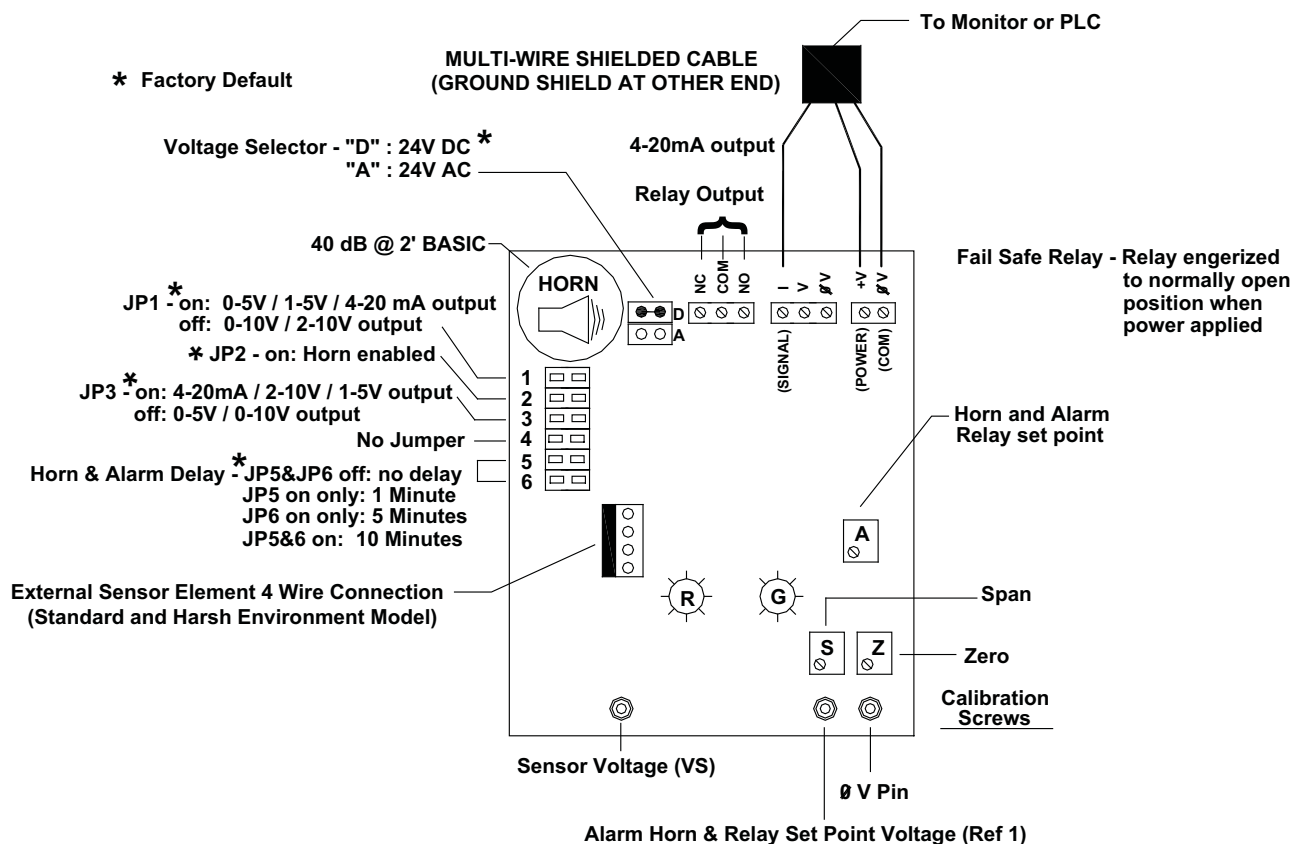 To Monitor or PLC
MULTI-WIRE SHIELDED CABLE
(GROUND SHIELD AT OTHER END)
* Factory Default
Voltage Selector - "D" : 24V DC *
"A" : 24V AC
4-20mA output
Relay Output
40 dB @ 2' BASIC
HORN
D
A
NC
COM
NO
I
V
0̸ V
+V
0̸ V
(SIGNAL)
(POWER)
(COM)
Fail Safe Relay - Relay engerized
to normally open
position when
power applied
JP1 -* on: 0-5V / 1-5V / 4-20 mA output
off: 0-10V / 2-10V output
* JP2 - on: Horn enabled
JP3 -* on: 4-20mA / 2-10V / 1-5V output
off: 0-5V / 0-10V output
No Jumper
Horn & Alarm Delay -* JP5&JP6 off: no delay
JP5 on only: 1 Minute
JP6 on only: 5 Minutes
JP5&6 on: 10 Minutes
1
2
3
4
5
6
Horn and Alarm
Relay set point
A
External Sensor Element 4 Wire Connection
(Standard and Harsh Environment Model)
R
G
Span
S
Z
Zero
Calibration
Screws
Sensor Voltage (VS)
0̸ V Pin
Alarm Horn & Relay Set Point Voltage (Ref 1)